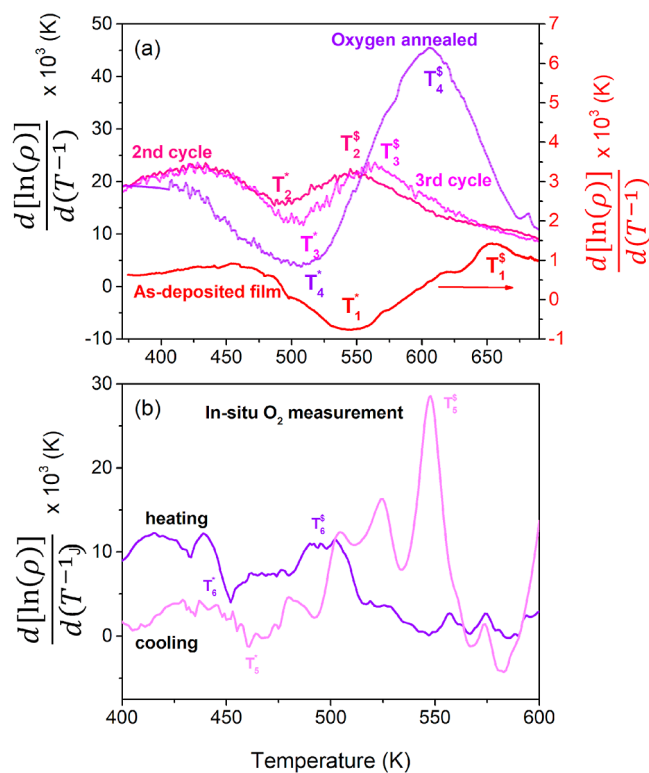 (a)
Oxygen annealed
2nd cycle
3rd cycle
As-deposited film
T₁*
T₁$
T₂*
T₂$
T₃*
T₃$
T₄*
T₄$
d[ln(ρ)]
d(T⁻¹)
x 10³ (K)
50
40
30
20
10
0
-10
7
6
5
4
3
2
1
0
-1
d[ln(ρ)]
d(T⁻¹)
x 10³ (K)
400 450 500 550 600 650
(b)
In-situ O₂ measurement
heating
cooling
T₅*
T₅$
T₆*
T₆$
d[ln(ρ)]
d(T⁻¹)
x 10³ (K)
30
20
10
0
400 450 500 550 600
Temperature (K)